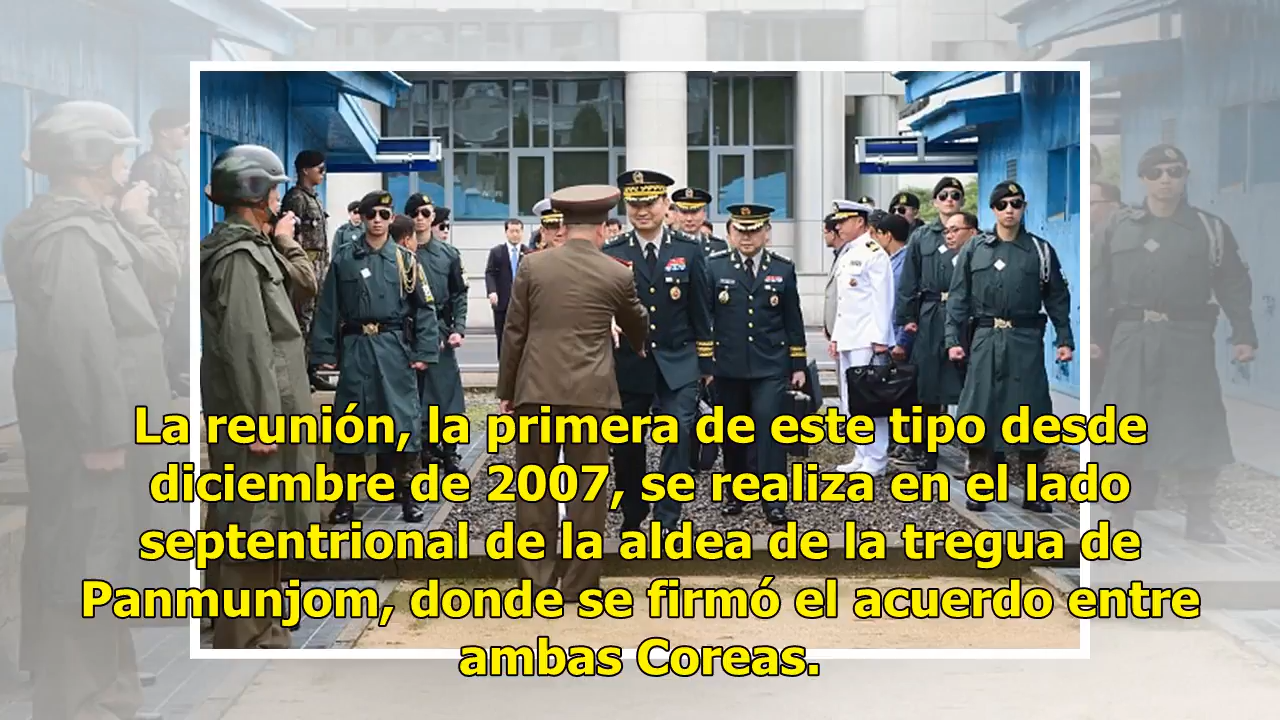 La reunión, la primera de este tipo desde
diciembre de 2007, se realiza en el lado
septentrional de la aldea de la tregua de
Panmunjom, donde se firmó el acuerdo entre
ambas Coreas.